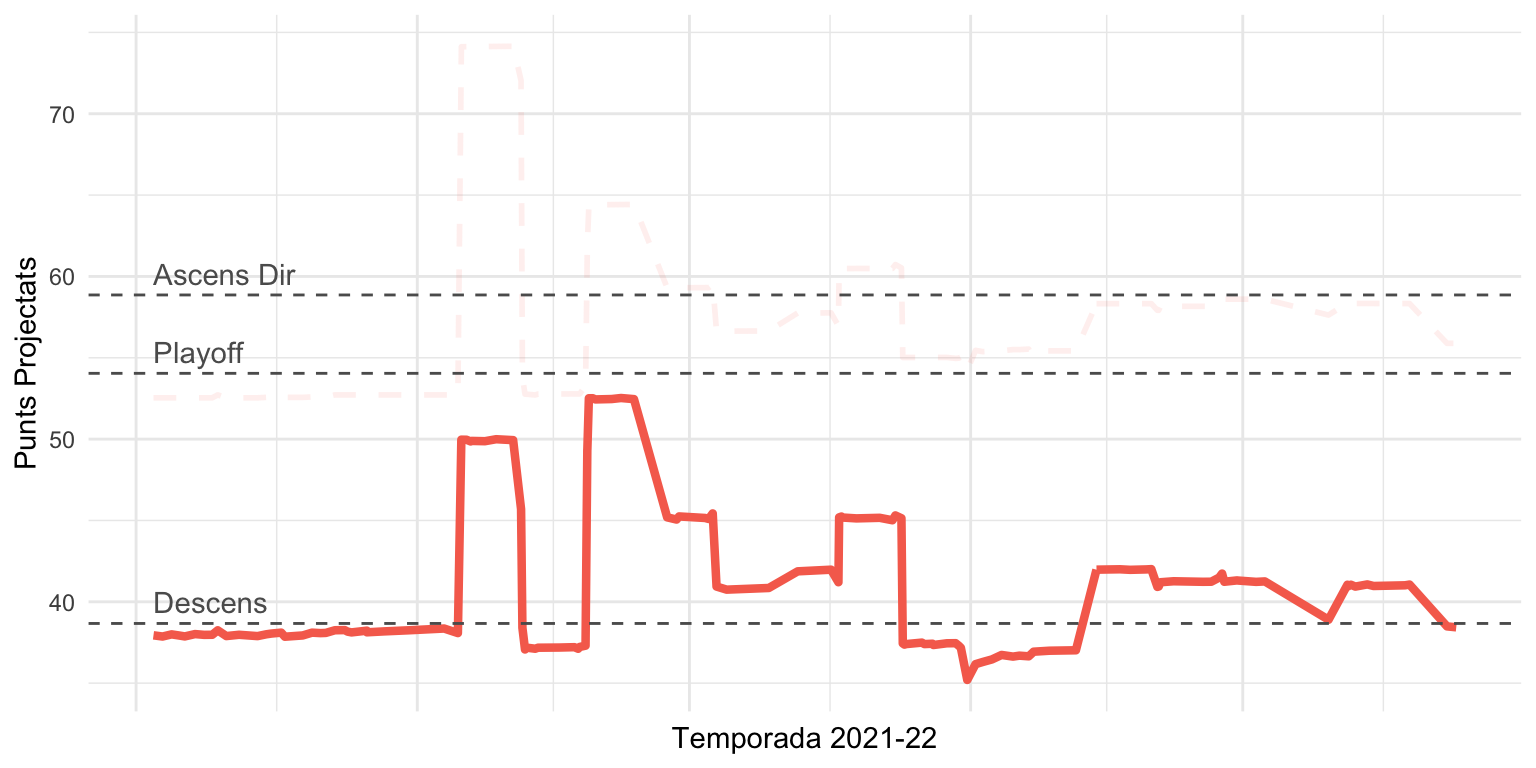 70
60
50
40
Punts Projectats
Ascens Dir
Playoff
Descens
Temporada 2021-22